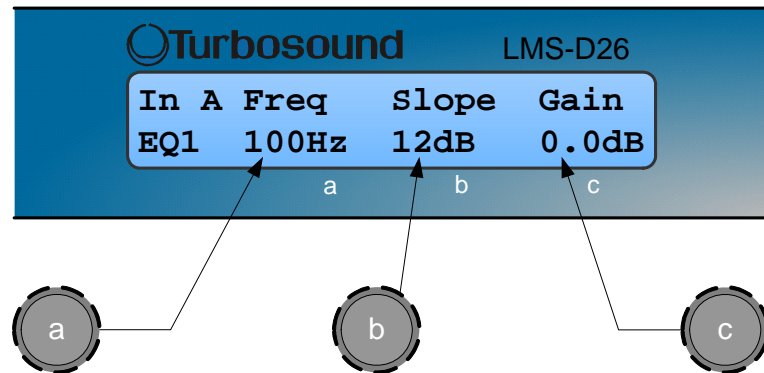 Turbosound LMS-D26
In A Freq Slope Gain
EQ1 100Hz 12dB 0.0dB
a b c
a b c